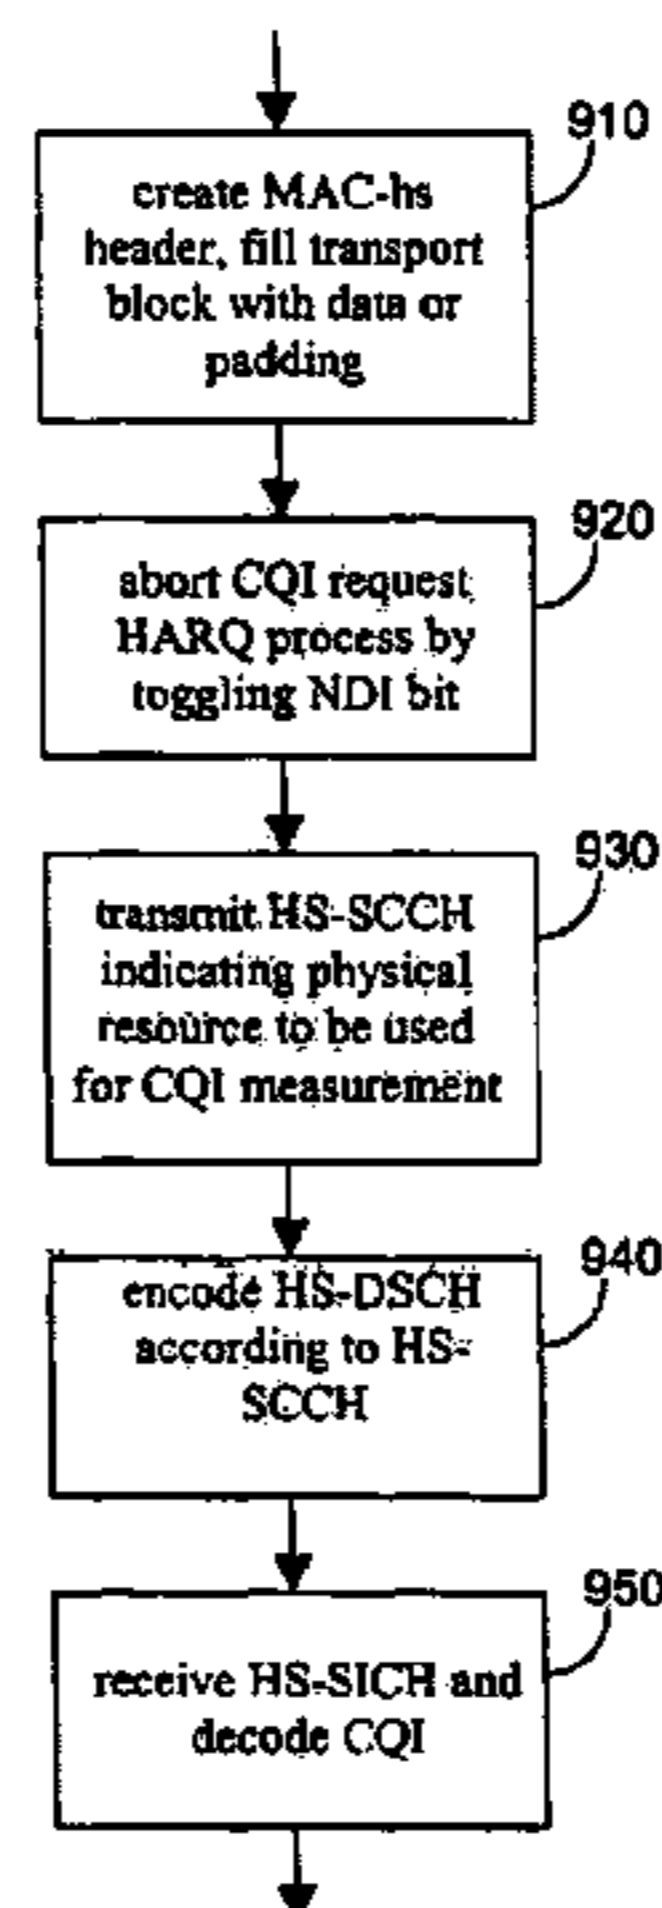 910
create MAC-hs
header, fill transport
block with data or
padding
920
abort CQI request
HARQ process by
toggling NDI bit
930
transmit HS-SCCH
indicating physical
resource to be used
for CQI measurement
940
encode HS-DSCH
according to HS-
SCCH
950
receive HS-SICH and
decode CQI